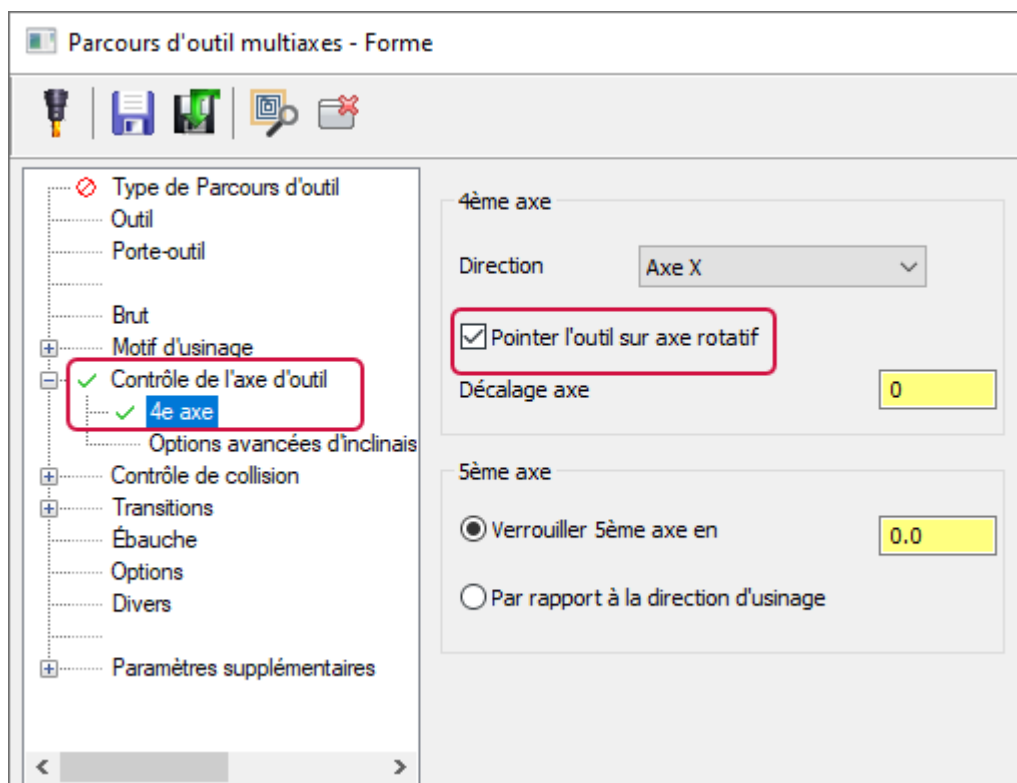 Parcours d'outil multiaxes - Forme
Type de Parcours d'outil
Outil
Porte-outil
Brut
Motif d'usinage
Contrôle de l'axe d'outil
4e axe
Options avancées d'inclinais
Contrôle de collision
Transitions
Ébauche
Options
Divers
Paramètres supplémentaires
4ème axe
Direction Axe X
Pointer l'outil sur axe rotatif
Décalage axe 0
5ème axe
Verrouiller 5ème axe en 0.0
Par rapport à la direction d'usinage